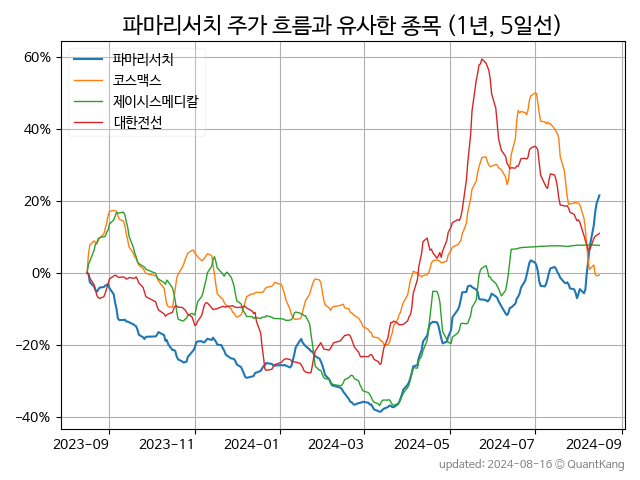 파마리서치 주가 흐름과 유사한 종목 (1년, 5일선)
파마리서치
코스맥스
제이시스메디칼
대한전선
60%
40%
20%
0%
−20%
−40%
2023-09 2023-11 2024-01 2024-03 2024-05 2024-07 2024-09
updated: 2024-08-16 © QuantKang